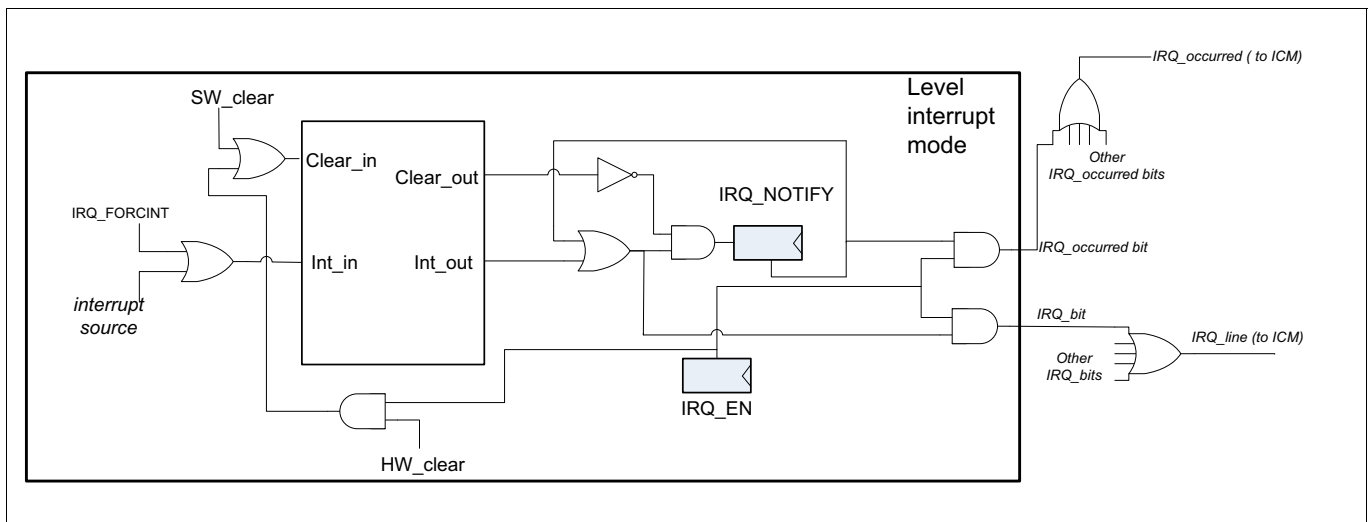 IRQ_occurred ( to ICM)
Level
interrupt
mode
SW_clear
Clear_in
Clear_out
Other
IRQ_occurred bits
IRQ_NOTIFY
IRQ_FORCINT
Int_in
Int_out
IRQ_occurred bit
interrupt
source
IRQ_bit
IRQ_line (to ICM)
Other
IRQ_bits
IRQ_EN
HW_clear